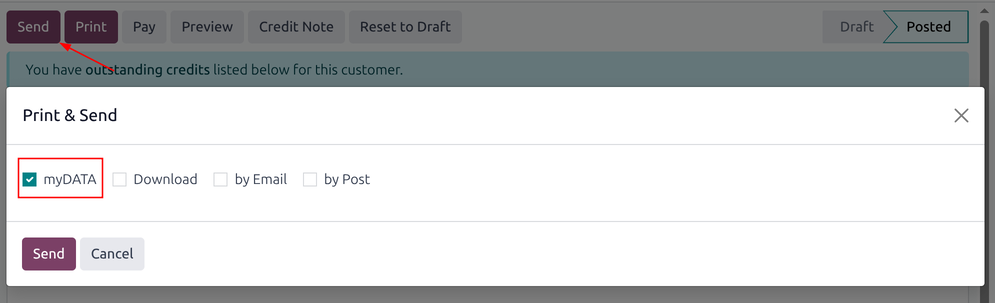 Send Print Pay Preview Credit Note Reset to Draft Draft Posted
You have outstanding credits listed below for this customer.
Print & Send
myDATA Download by Email by Post
Send Cancel